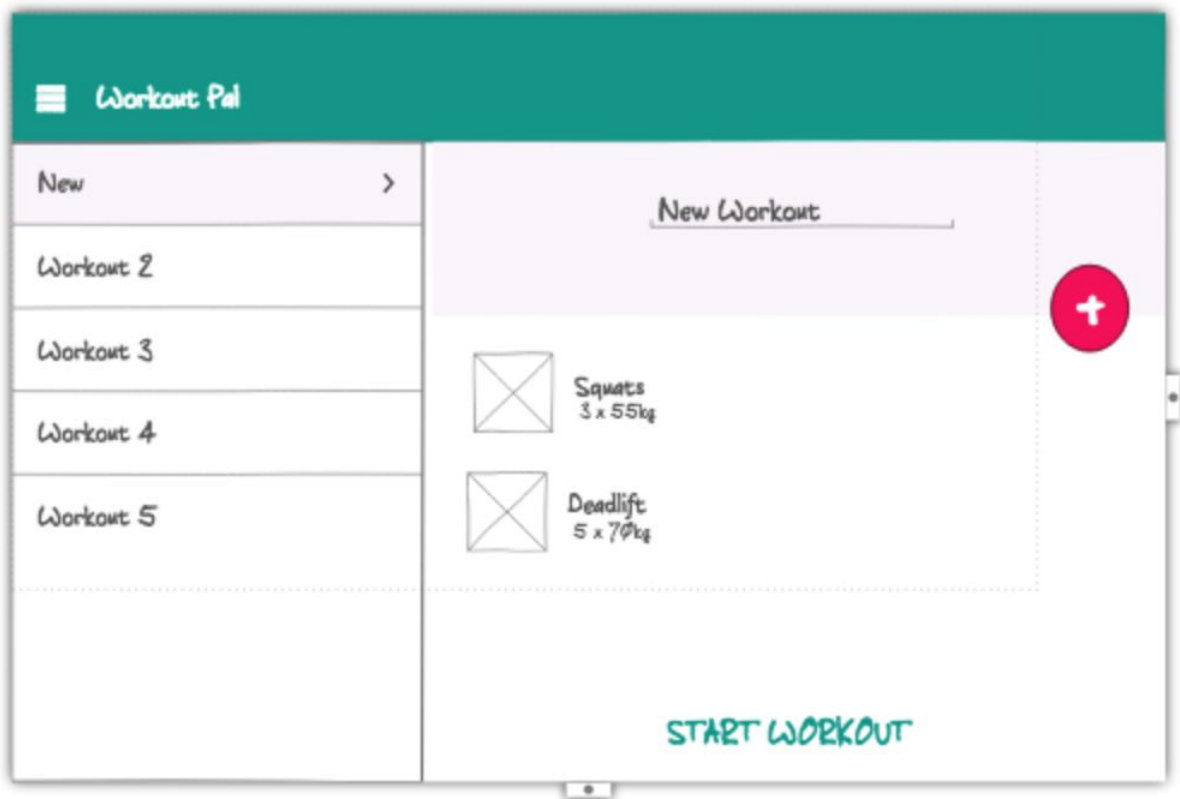 Workout Pal
New
Workout 2
Workout 3
Workout 4
Workout 5
New Workout
Squats
3 x 55kg
Deadlift
5 x 70kg
START WORKOUT